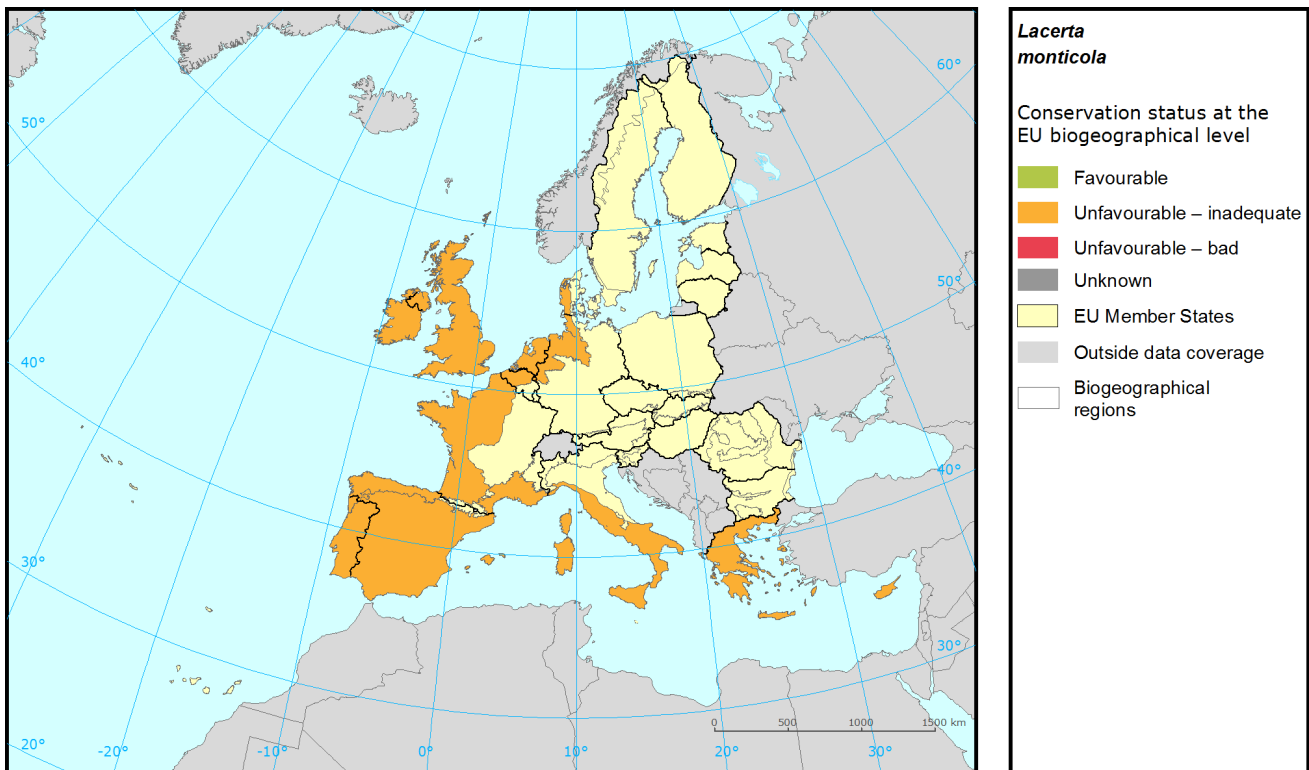 60°
50°
50°
40°
40°
30°
30°
0 500 1000 1500 km
20° -20° -10° 0° 10° 20° 30°
Lacerta
monticola
Conservation status at the
EU biogeographical level
Favourable
Unfavourable – inadequate
Unfavourable – bad
Unknown
EU Member States
Outside data coverage
Biogeographical
regions